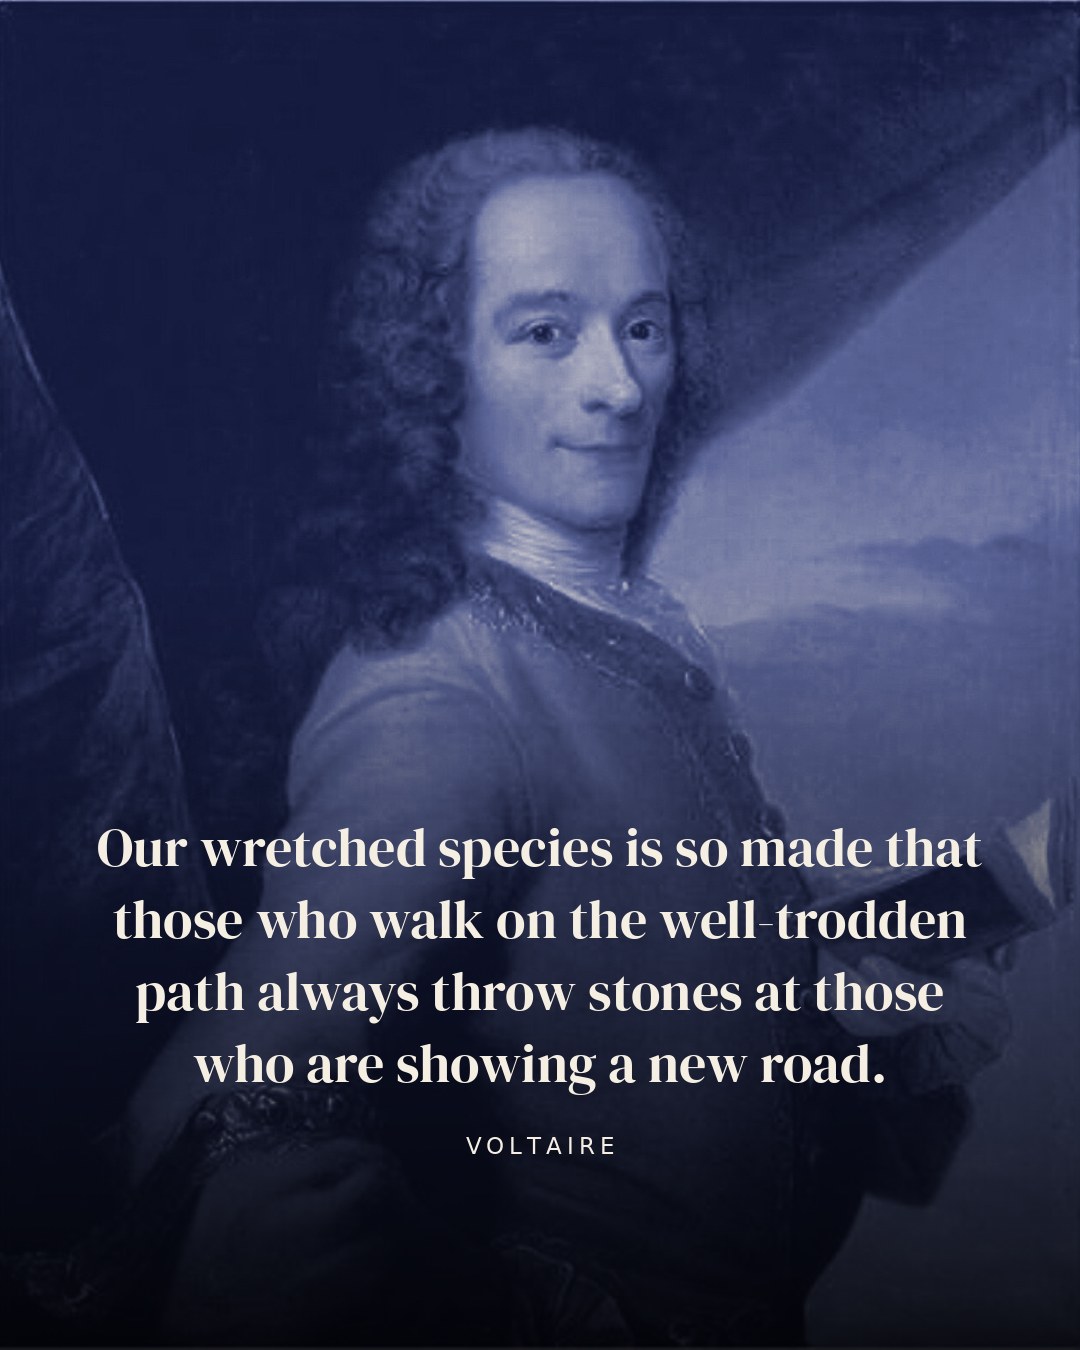 Our wretched species is so made that
those who walk on the well-trodden
path always throw stones at those
who are showing a new road.
VOLTAIRE